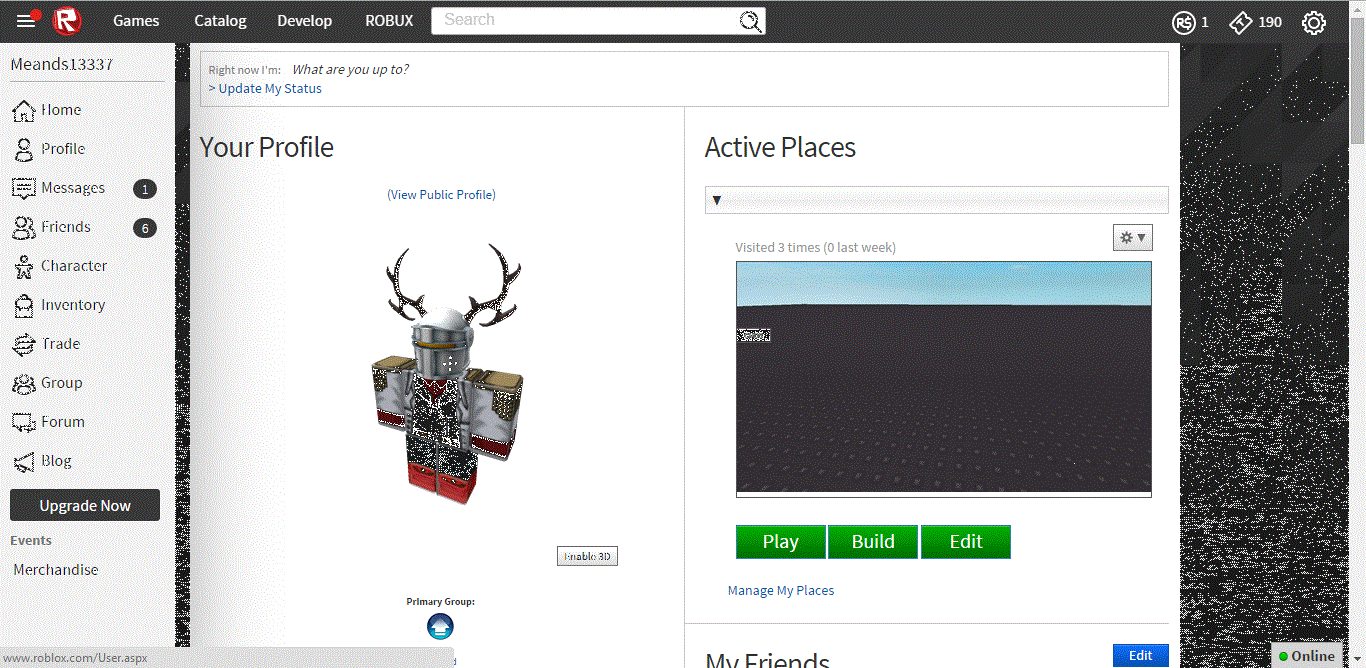 Games Catalog Develop ROBUX Search R$ 1 190
Meands13337
Home
Profile
Messages 1
Friends 6
Character
Inventory
Trade
Group
Forum
Blog
Upgrade Now
Events
Merchandise
Right now I'm: What are you up to?
> Update My Status
Your Profile
(View Public Profile)
Enable 3D
Primary Group:
Active Places
▼
Visited 3 times (0 last week)
Play Build Edit
Manage My Places
My Friends Edit
www.roblox.com/User.aspx
Online